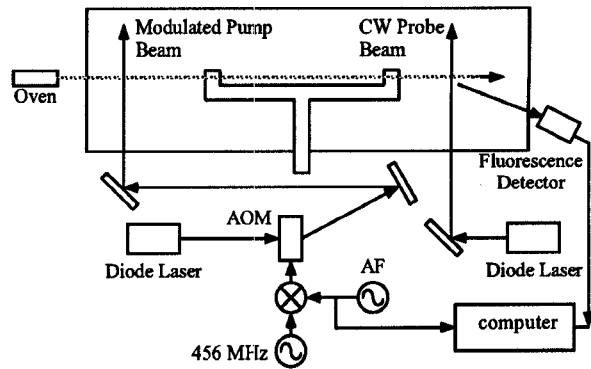 Modulated Pump
Beam
CW Probe
Beam
Oven
Fluorescence
Detector
AOM
Diode Laser
AF
Diode Laser
computer
456 MHz